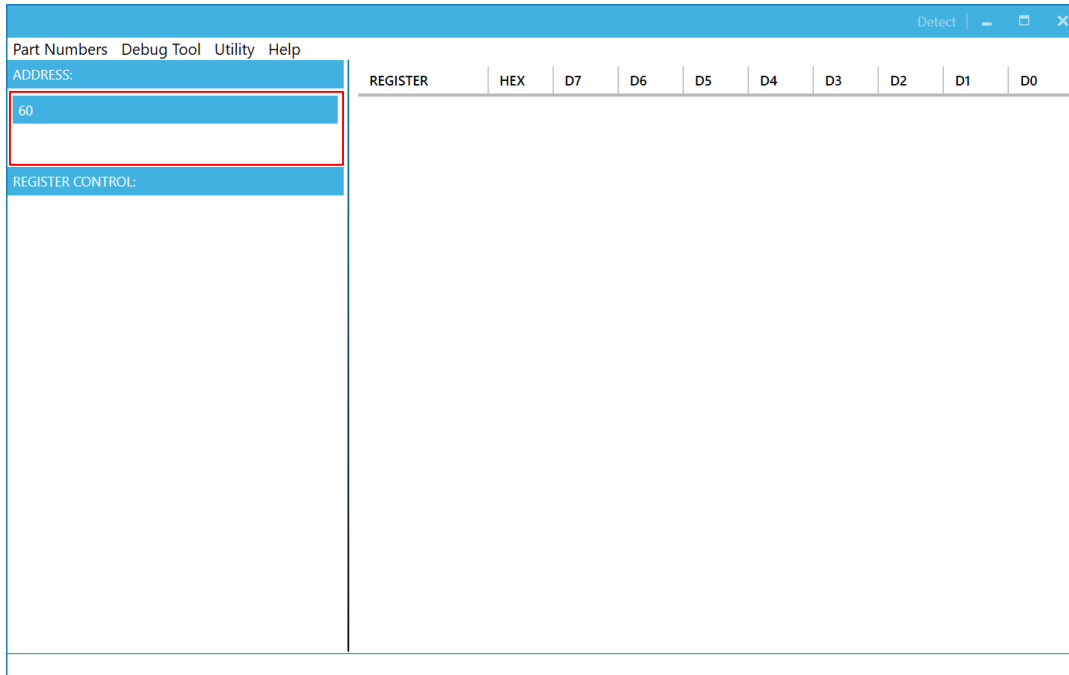 Detect
Part Numbers Debug Tool Utility Help
ADDRESS:
60
REGISTER CONTROL:
REGISTER HEX D7 D6 D5 D4 D3 D2 D1 D0